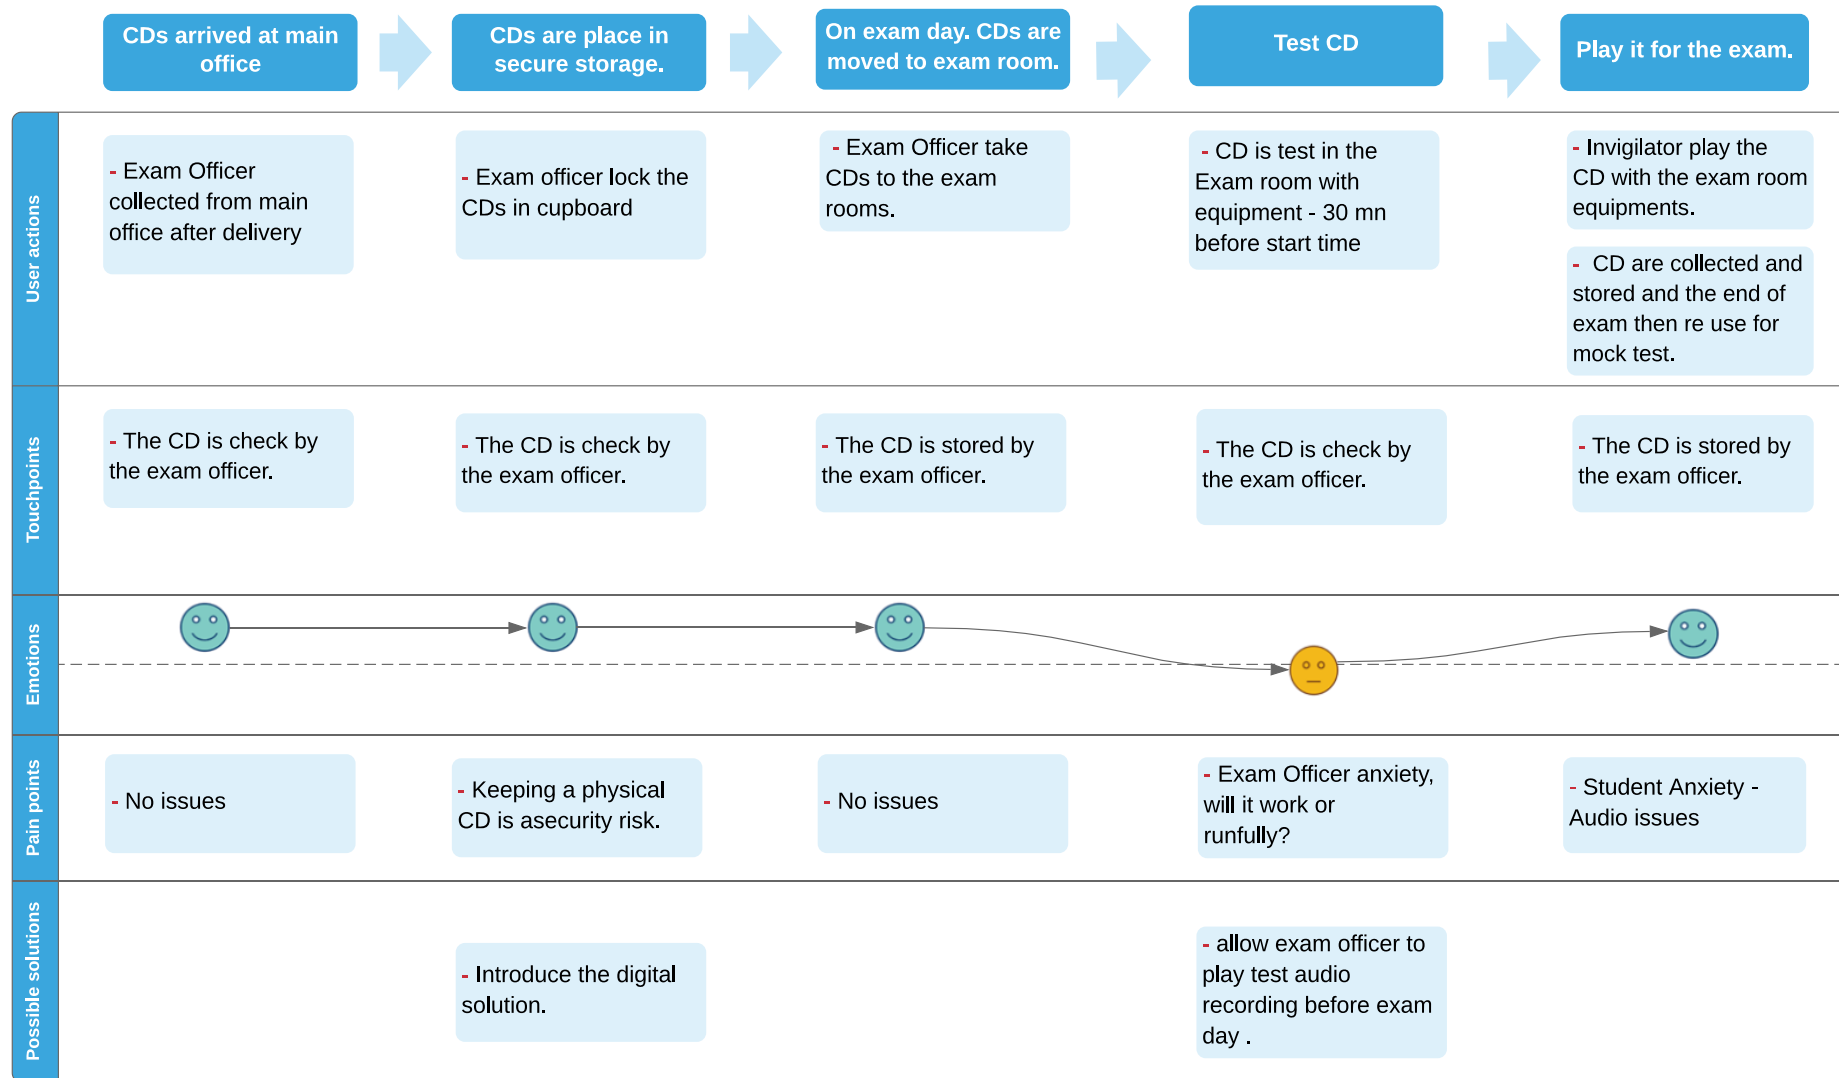 CDs arrived at main
office
CDs are place in
secure storage.
On exam day. CDs are
moved to exam room.
Test CD
Play it for the exam.
User actions
- Exam Officer
collected from main
office after delivery
- Exam officer lock the
CDs in cupboard
- Exam Officer take
CDs to the exam
rooms.
- CD is test in the
Exam room with
equipment - 30 mn
before start time
- Invigilator play the
CD with the exam room
equipments.
- CD are collected and
stored and the end of
exam then re use for
mock test.
Touchpoints
- The CD is check by
the exam officer.
- The CD is check by
the exam officer.
- The CD is stored by
the exam officer.
- The CD is check by
the exam officer.
- The CD is stored by
the exam officer.
Emotions
Pain points
- No issues
- Keeping a physical
CD is asecurity risk.
- No issues
- Exam Officer anxiety,
will it work or
runfully?
- Student Anxiety -
Audio issues
Possible solutions
- Introduce the digital
solution.
- allow exam officer to
play test audio
recording before exam
day .